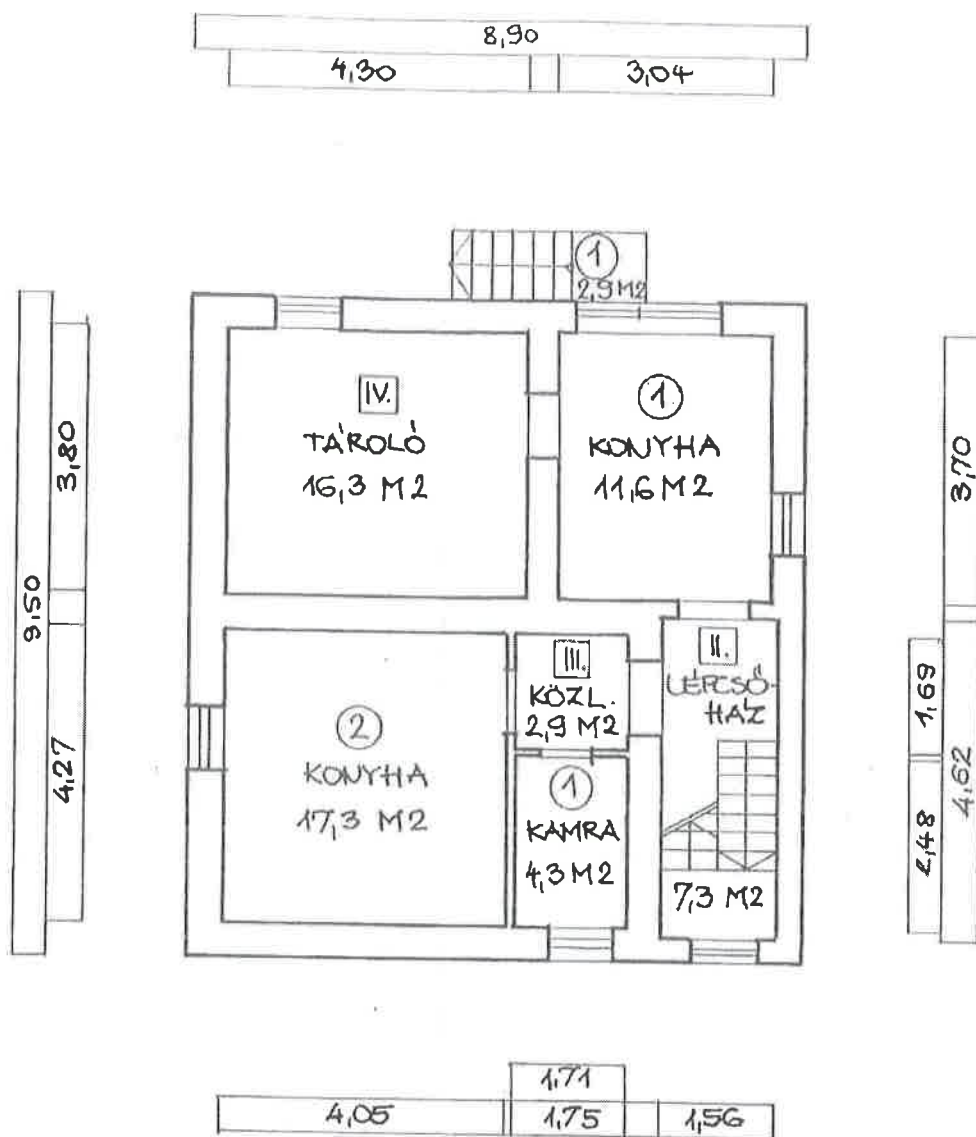 8,90
4,30
3,04
1
2,9 M2
IV.
TÁROLÓ
16,3 M2
1
KONYHA
11,6 M2
3,80
9,50
4,27
3,70
1,69
4,62
2,48
2
KONYHA
17,3 M2
III.
KÖZL.
2,9 M2
II.
LÉPCSŐ-
HÁZ
1
KAMRA
4,3 M2
7,3 M2
1,71
4,05
1,75
1,56